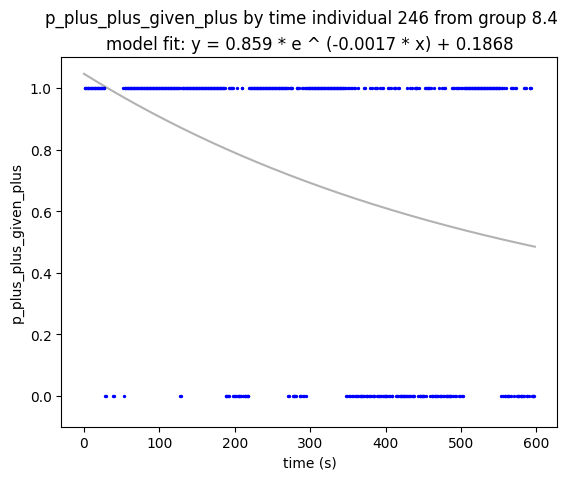 p_plus_plus_given_plus by time individual 246 from group 8.4
model fit: y = 0.859 * e ^ (-0.0017 * x) + 0.1868
p_plus_plus_given_plus
1.0
0.8
0.6
0.4
0.2
0.0
0 100 200 300 400 500 600
time (s)